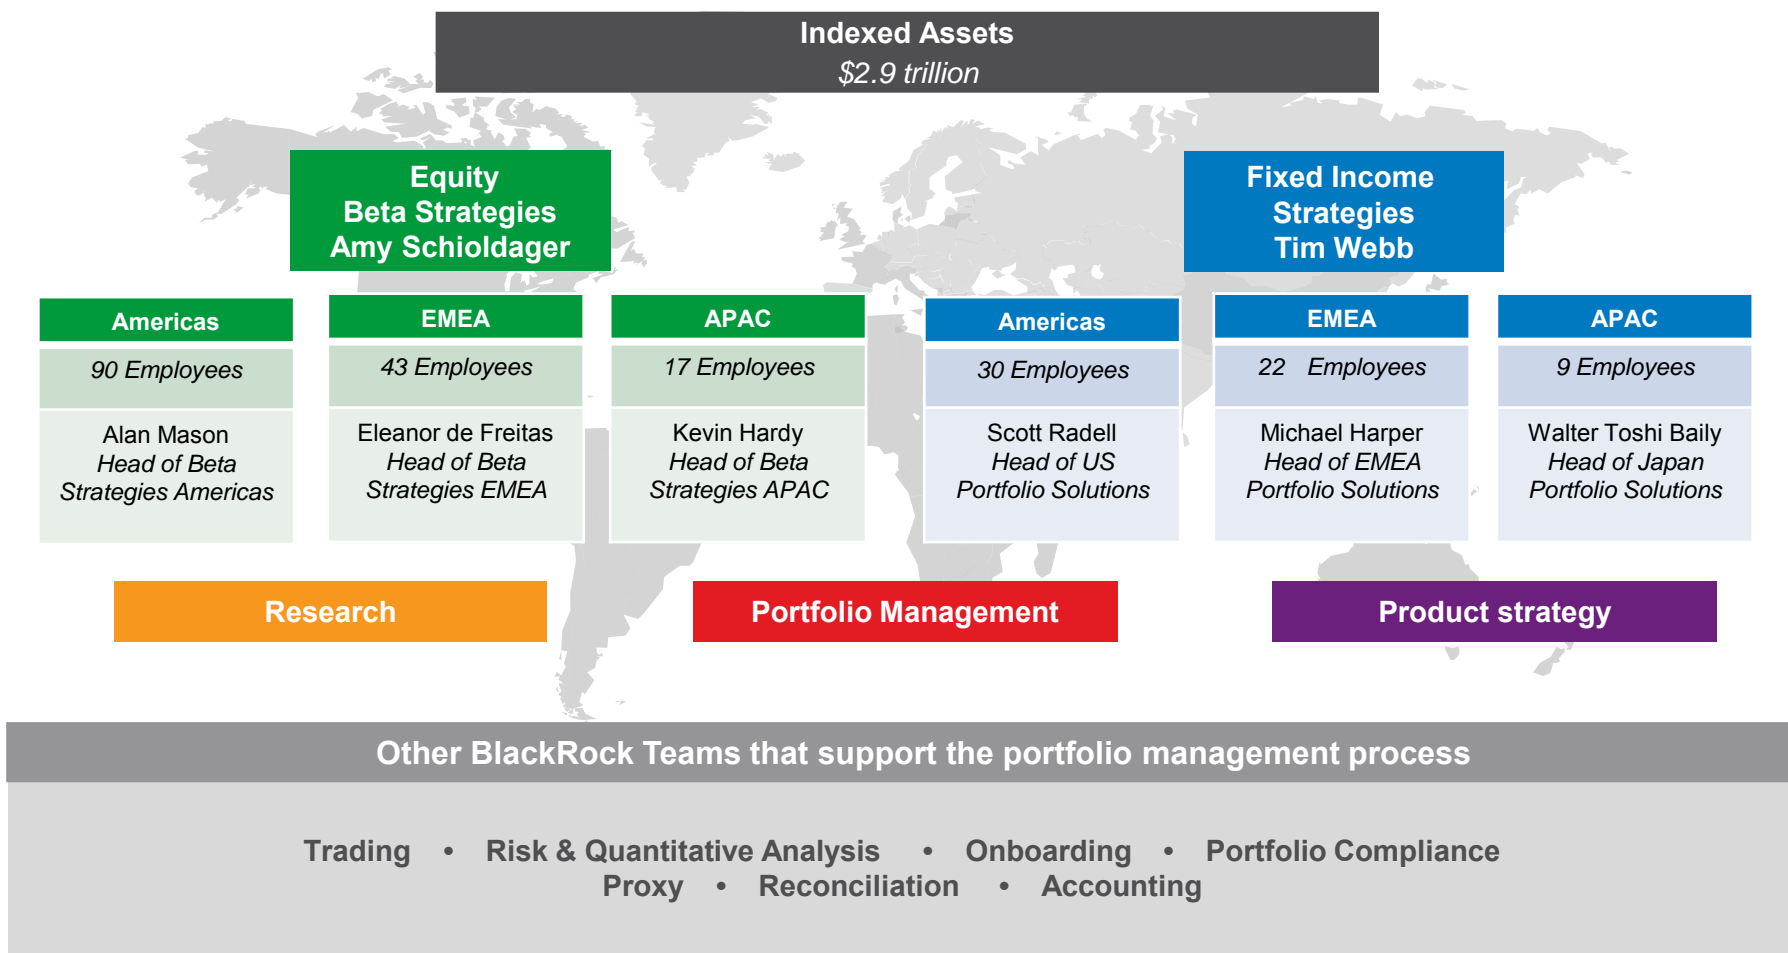 Indexed Assets
$2.9 trillion
Equity
Beta Strategies
Amy Schioldager
Fixed Income
Strategies
Tim Webb
Americas
90 Employees
Alan Mason
Head of Beta
Strategies Americas
EMEA
43 Employees
Eleanor de Freitas
Head of Beta
Strategies EMEA
APAC
17 Employees
Kevin Hardy
Head of Beta
Strategies APAC
Americas
30 Employees
Scott Radell
Head of US
Portfolio Solutions
EMEA
22 Employees
Michael Harper
Head of EMEA
Portfolio Solutions
APAC
9 Employees
Walter Toshi Baily
Head of Japan
Portfolio Solutions
Research
Portfolio Management
Product strategy
Other BlackRock Teams that support the portfolio management process
Trading • Risk & Quantitative Analysis • Onboarding • Portfolio Compliance
Proxy • Reconciliation • Accounting